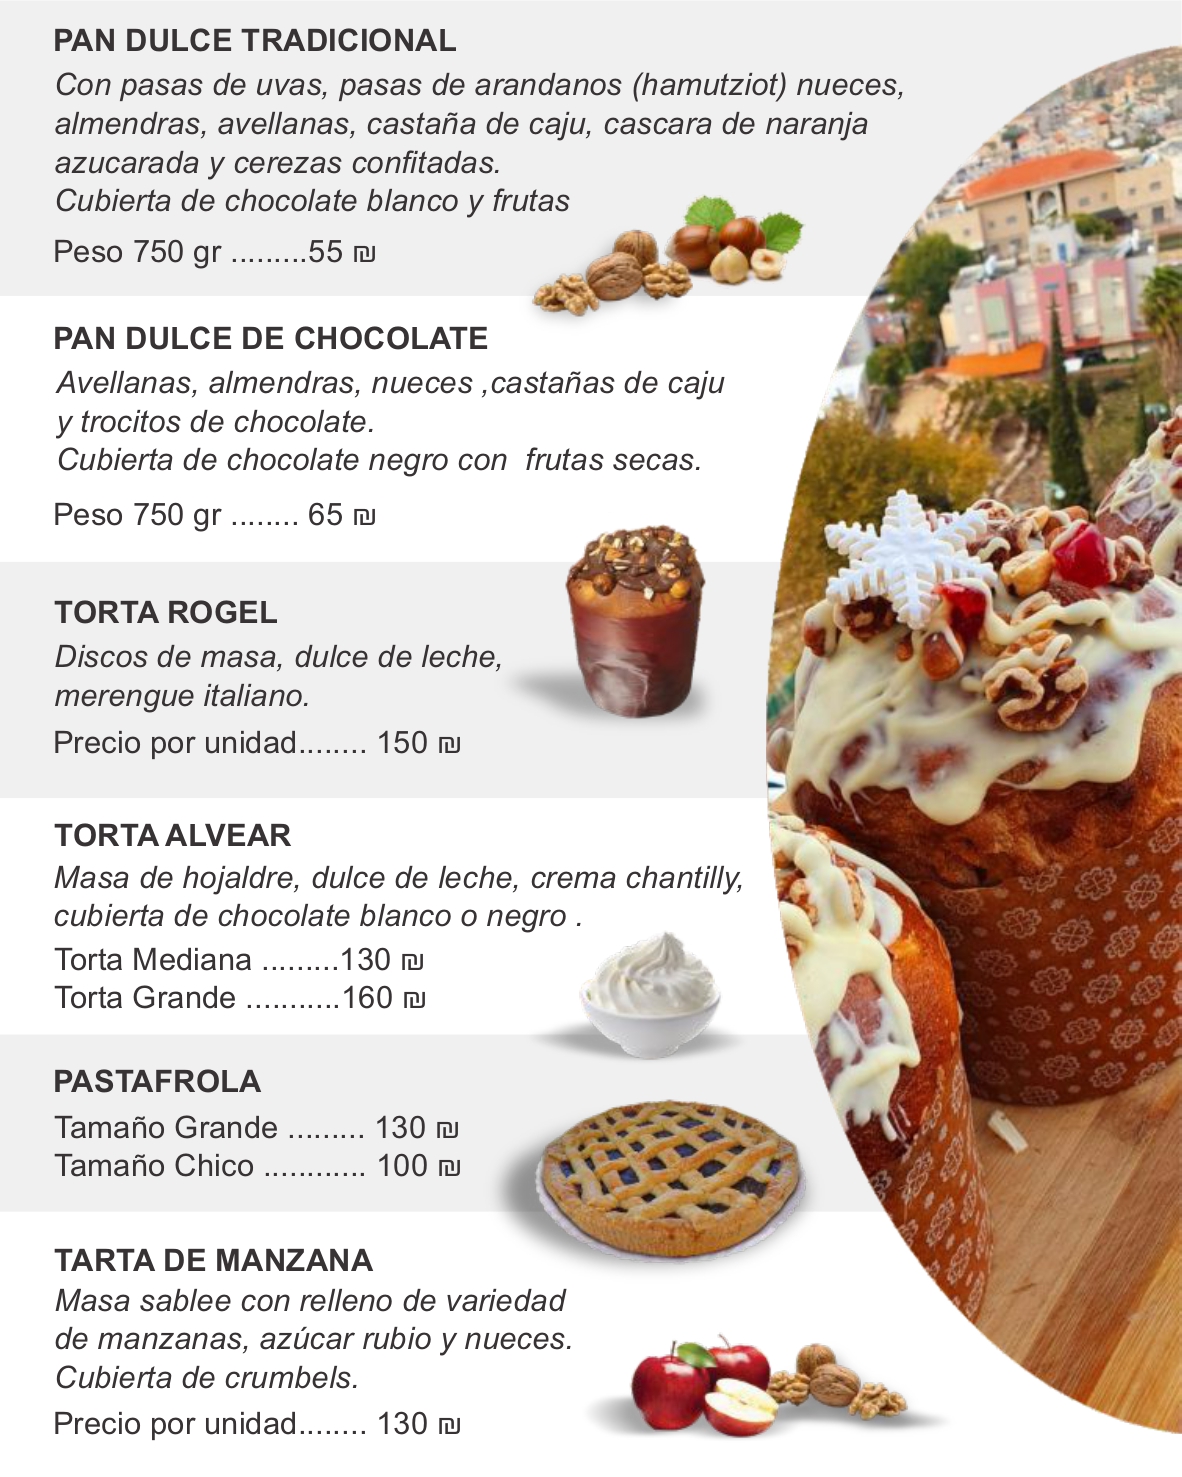 PAN DULCE TRADICIONAL
Con pasas de uvas, pasas de arandanos (hamutziot) nueces,
almendras, avellanas, castaña de caju, cascara de naranja
azucarada y cerezas confitadas.
Cubierta de chocolate blanco y frutas
Peso 750 gr .........55 ₪
PAN DULCE DE CHOCOLATE
Avellanas, almendras, nueces ,castañas de caju
y trocitos de chocolate.
Cubierta de chocolate negro con  frutas secas.
Peso 750 gr ........ 65 ₪
TORTA ROGEL
Discos de masa, dulce de leche,
merengue italiano.
Precio por unidad........ 150 ₪
TORTA ALVEAR
Masa de hojaldre, dulce de leche, crema chantilly,
cubierta de chocolate blanco o negro .
Torta Mediana .........130 ₪
Torta Grande ...........160 ₪
PASTAFROLA
Tamaño Grande ......... 130 ₪
Tamaño Chico ............ 100 ₪
TARTA DE MANZANA
Masa sablee con relleno de variedad
de manzanas, azúcar rubio y nueces.
Cubierta de crumbels.
Precio por unidad........ 130 ₪